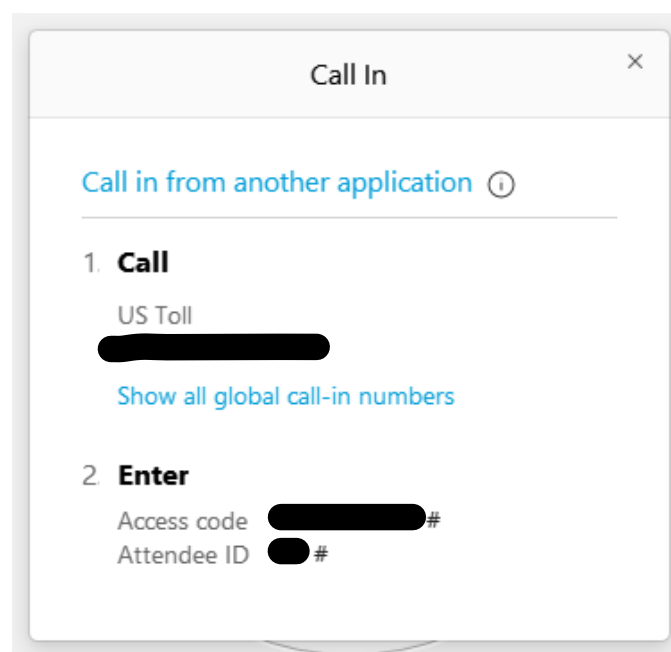 Call In
Call in from another application
1. Call
US Toll
Show all global call-in numbers
2. Enter
Access code #
Attendee ID #